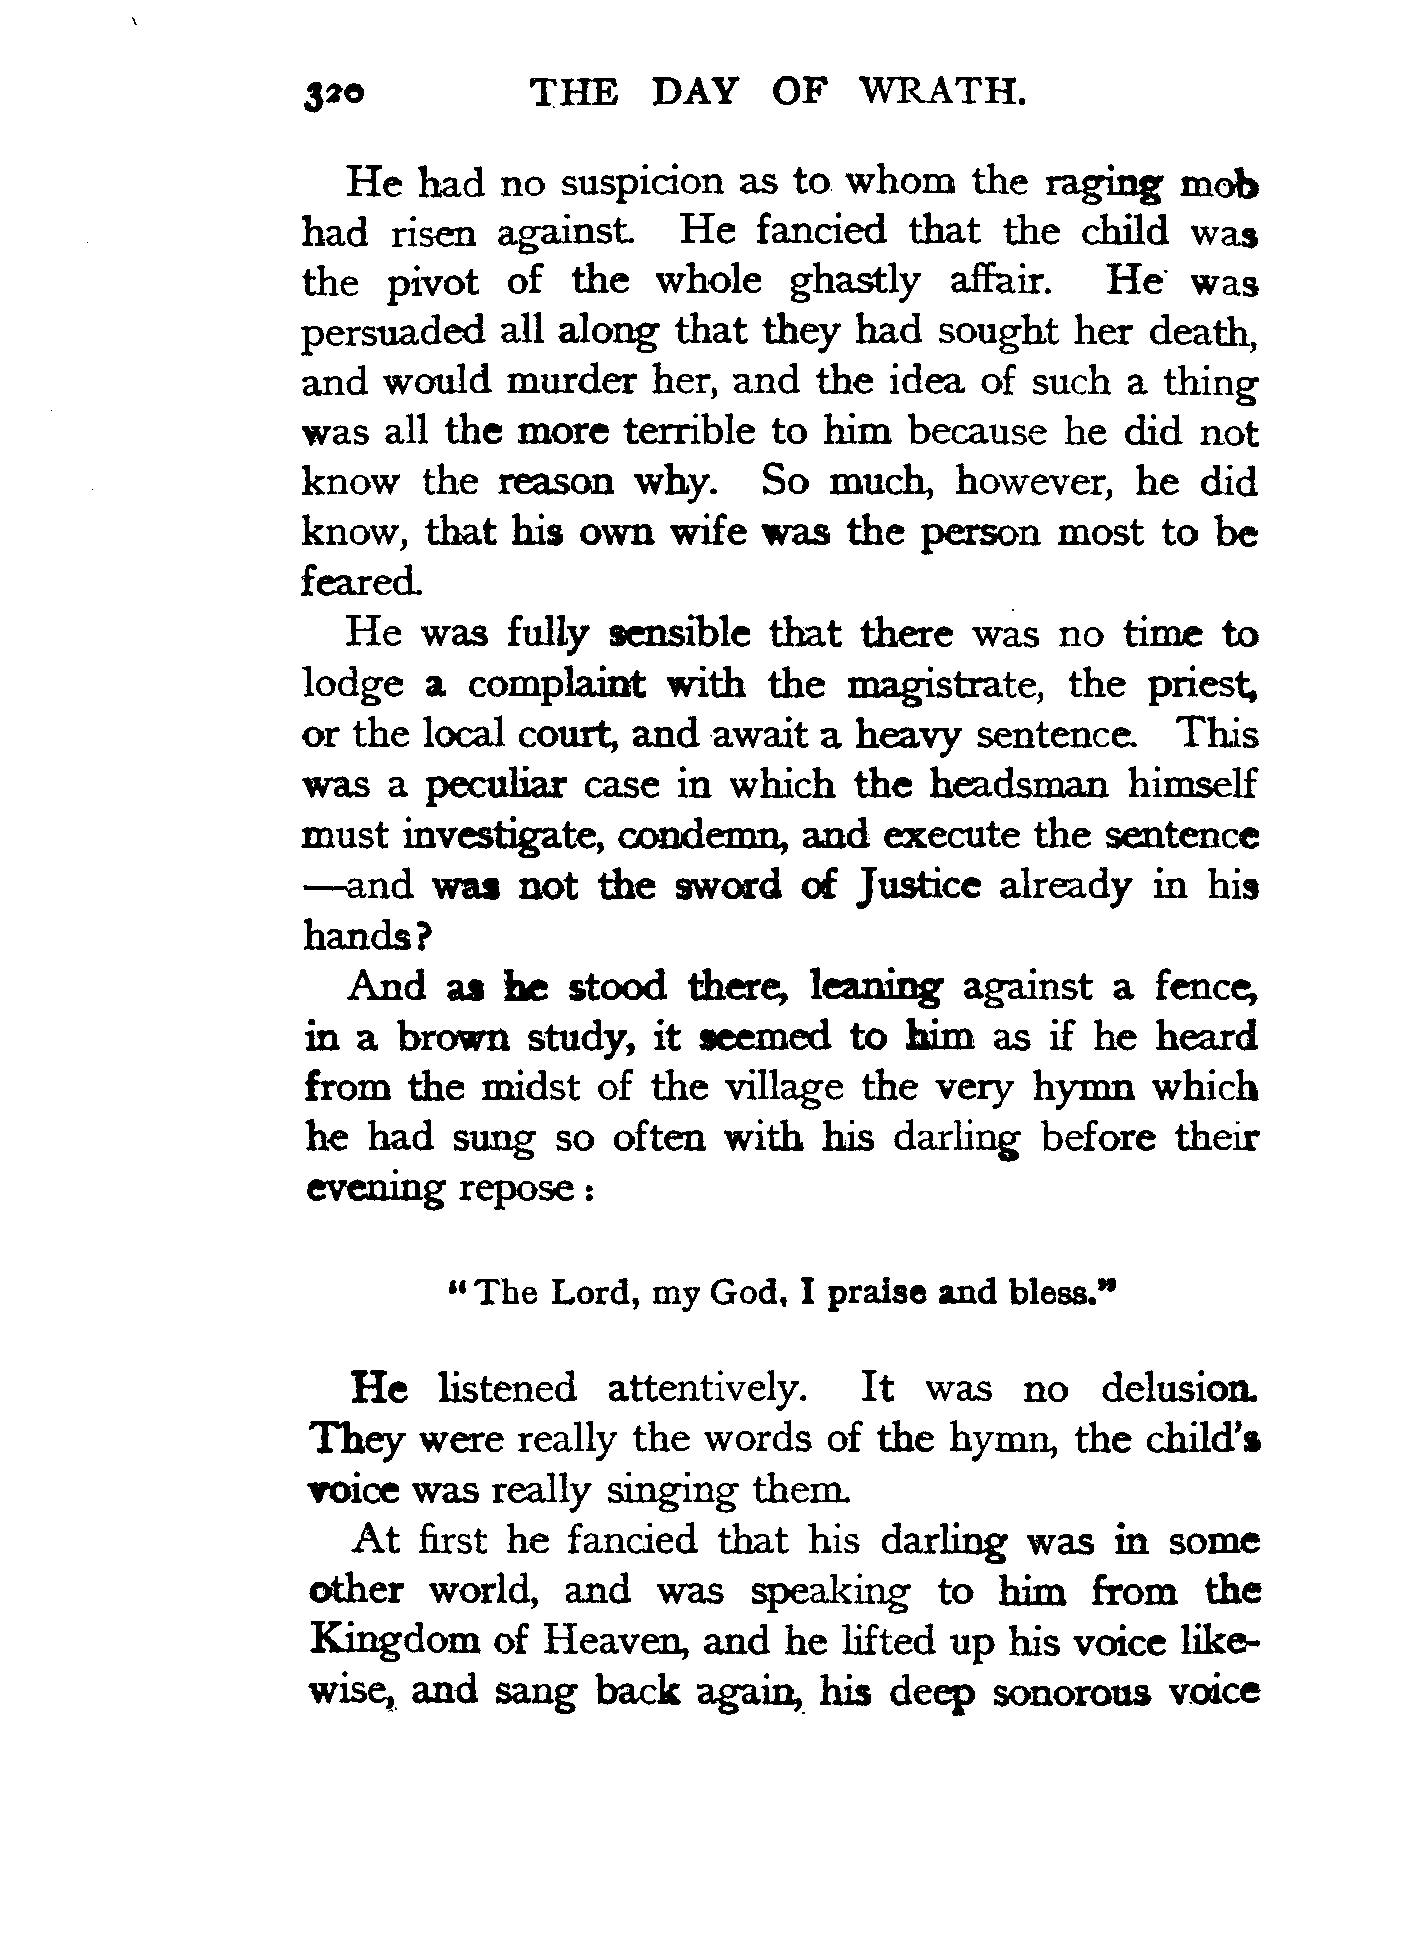 320 THE DAY OF WRATH.
He had no suspicion as to whom the raging mob
had risen against. He fancied that the child was
the pivot of the whole ghastly affair. He was
persuaded all along that they had sought her death,
and would murder her, and the idea of such a thing
was all the more terrible to him because he did not
know the reason why. So much, however, he did
know, that his own wife was the person most to be
feared.
He was fully sensible that there was no time to
lodge a complaint with the magistrate, the priest,
or the local court, and await a heavy sentence. This
was a peculiar case in which the headsman himself
must investigate, condemn, and execute the sentence
—and was not the sword of Justice already in his
hands?
And as he stood there, leaning against a fence,
in a brown study, it seemed to him as if he heard
from the midst of the village the very hymn which
he had sung so often with his darling before their
evening repose:
"The Lord, my God, I praise and bless."
He listened attentively. It was no delusion.
They were really the words of the hymn, the child's
voice was really singing them.
At first he fancied that his darling was in some
other world, and was speaking to him from the
Kingdom of Heaven, and he lifted up his voice like-
wise, and sang back again, his deep sonorous voice